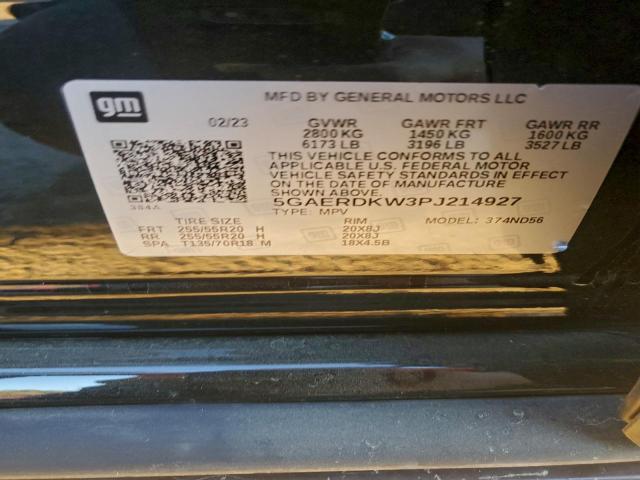 gm
MFD BY GENERAL MOTORS LLC
02/23 GVWR GAWR FRT GAWR RR
2800 KG 1450 KG 1600 KG
6173 LB 3196 LB 3527 LB
THIS VEHICLE CONFORMS TO ALL
APPLICABLE U.S. FEDERAL MOTOR
VEHICLE SAFETY STANDARDS IN EFFECT
ON THE DATE OF MANUFACTURE
SHOWN ABOVE.
384A 5GAERDKW3PJ214927
TYPE: MPV MODEL: 374ND56
TIRE SIZE RIM
FRT 255/55R20 H 20X8J
RR 255/55R20 H 20X8J
SPA T135/70R18 M 18X4.5B